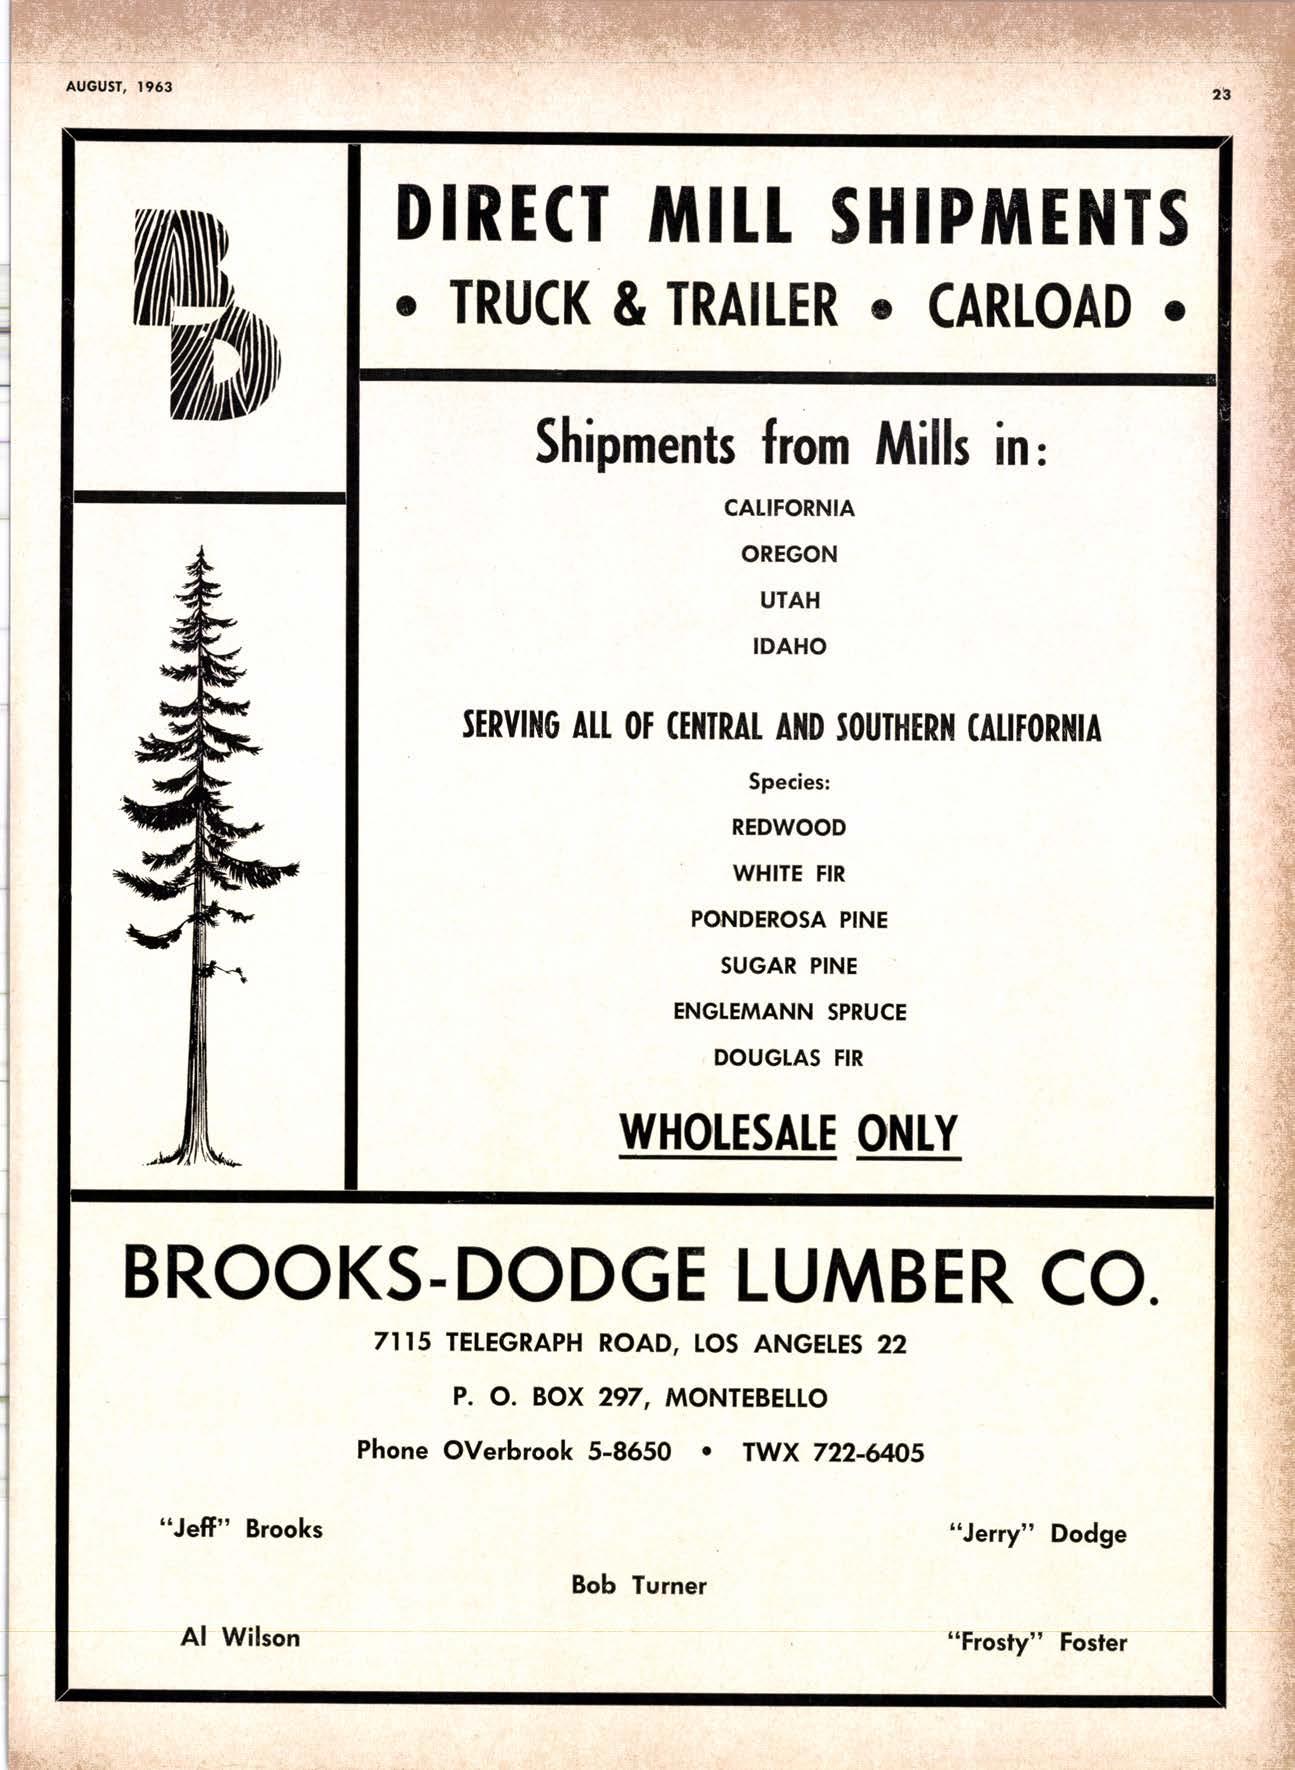 AUGUST, 1963
23
BD
DIRECT MILL SHIPMENTS
• TRUCK & TRAILER • CARLOAD •
Shipments from Mills in:
CALIFORNIA
OREGON
UTAH
IDAHO
SERVING ALL OF CENTRAL AND SOUTHERN CALIFORNIA
Species:
REDWOOD
WHITE FIR
PONDEROSA PINE
SUGAR PINE
ENGLEMANN SPRUCE
DOUGLAS FIR
WHOLESALE ONLY
BROOKS-DODGE LUMBER CO.
7115 TELEGRAPH ROAD, LOS ANGELES 22
P. O. BOX 297, MONTEBELLO
Phone OVerbrook 5-8650 • TWX 722-6405
"Jeff" Brooks
"Jerry" Dodge
Bob Turner
Al Wilson
"Frosty" Foster